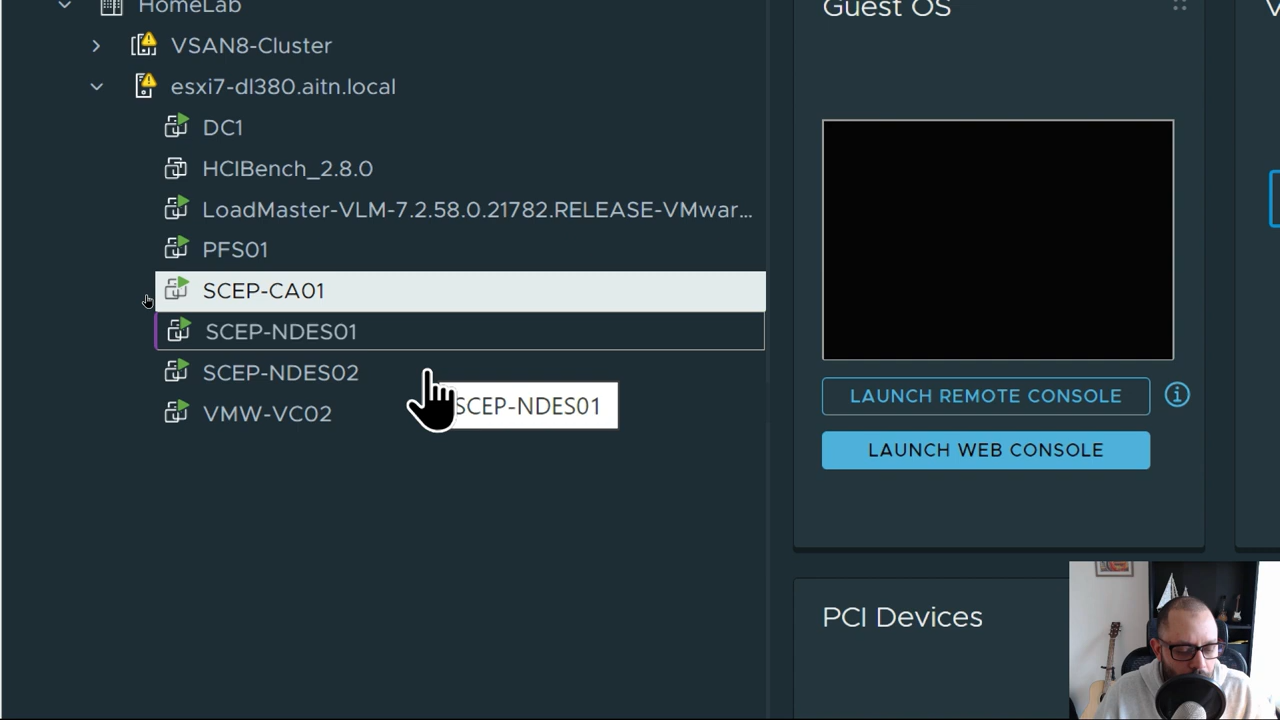 HomeLab
VSAN8-Cluster
esxi7-dl380.aitn.local
DC1
HCIBench_2.8.0
LoadMaster-VLM-7.2.58.0.21782.RELEASE-VMwar...
PFS01
SCEP-CA01
SCEP-NDES01
SCEP-NDES02
SCEP-NDES01
VMW-VC02
Guest OS
LAUNCH REMOTE CONSOLE
LAUNCH WEB CONSOLE
PCI Devices